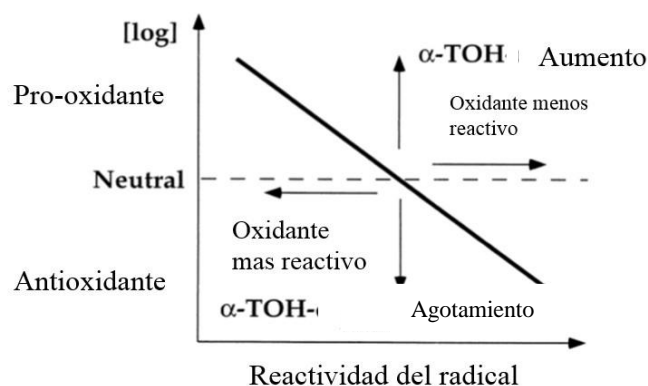 [log]
α-TOH Aumento
Pro-oxidante
Oxidante menos
reactivo
Neutral
Oxidante
mas reactivo
Antioxidante
α-TOH- Agotamiento
Reactividad del radical